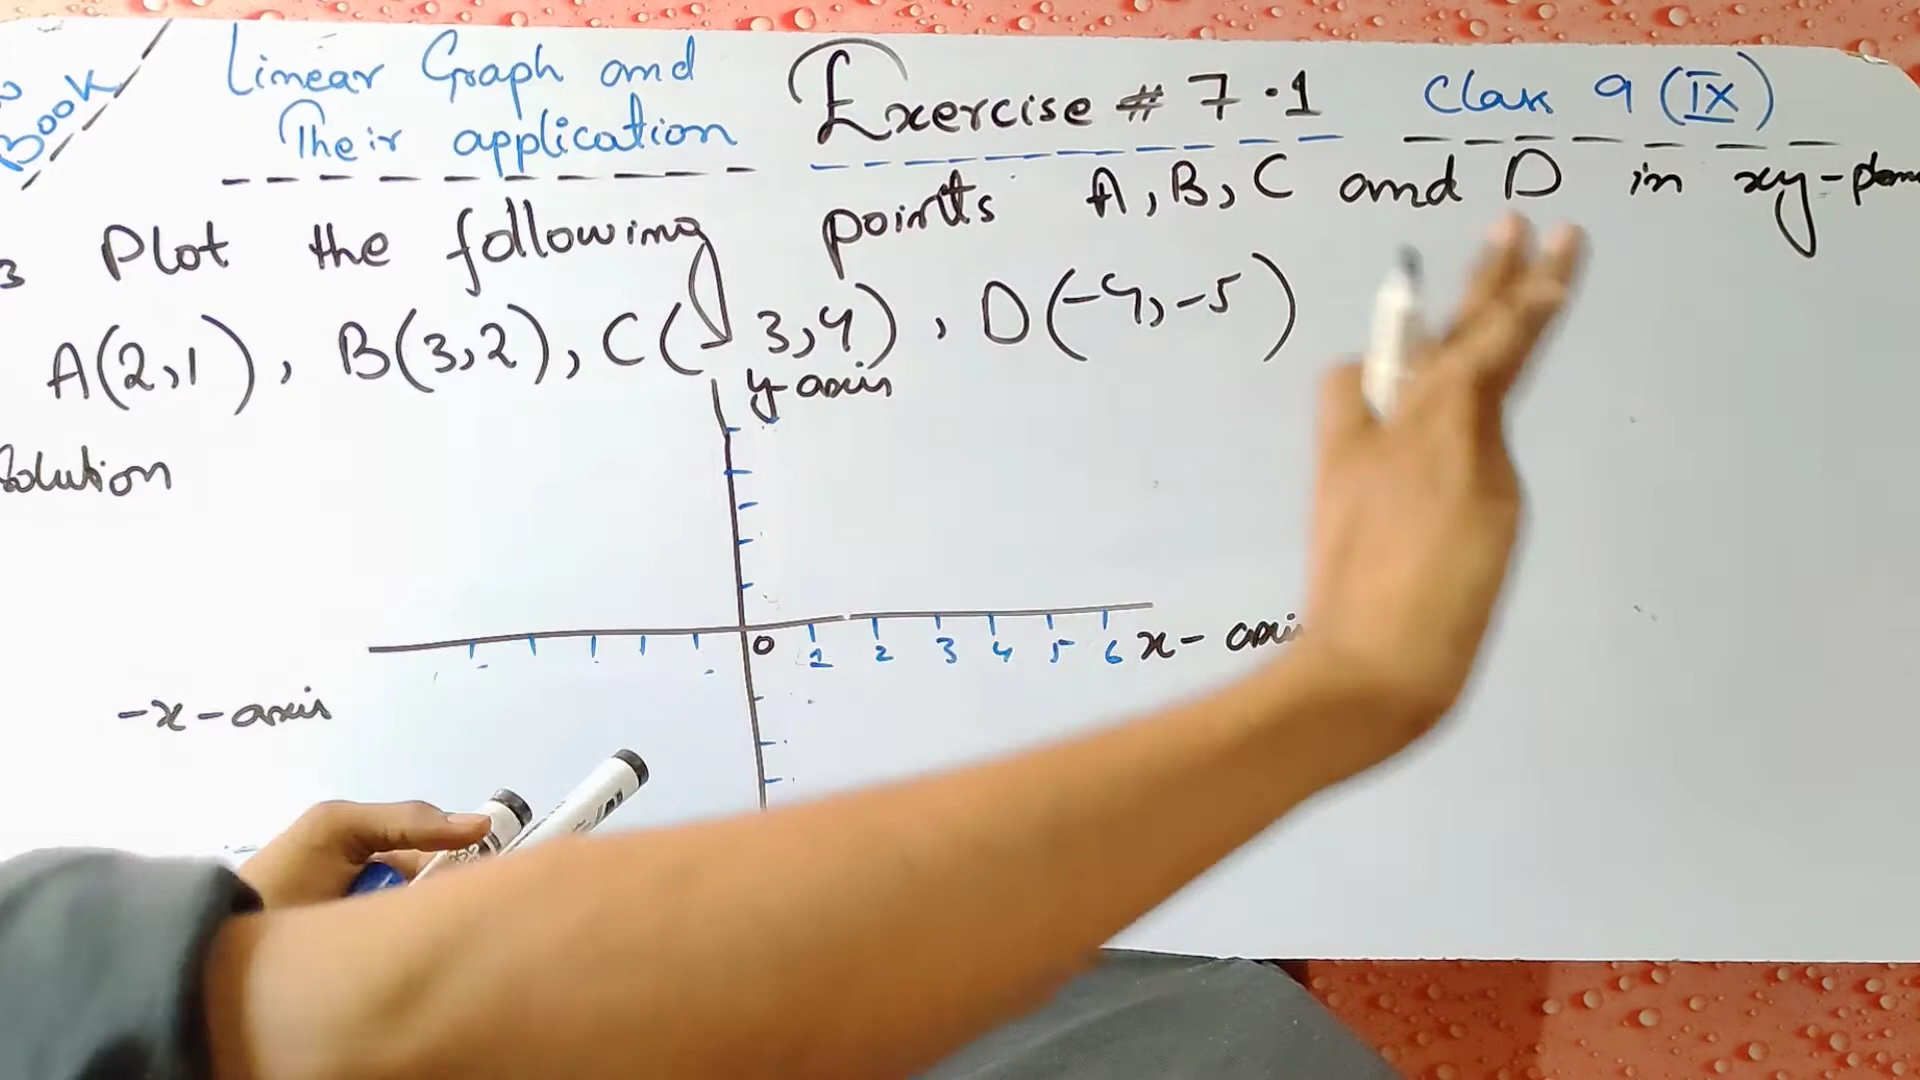 Book
Linear Graph and
Their application
Exercise # 7.1
Class 9 (IX)
3 Plot the following points A, B, C and D in xy-plane
A(2,1), B(3,2), C(-3,4), D(-4,-5)
y-axis
Solution
0 1 2 3 4 5 6 x-axis
-x-axis